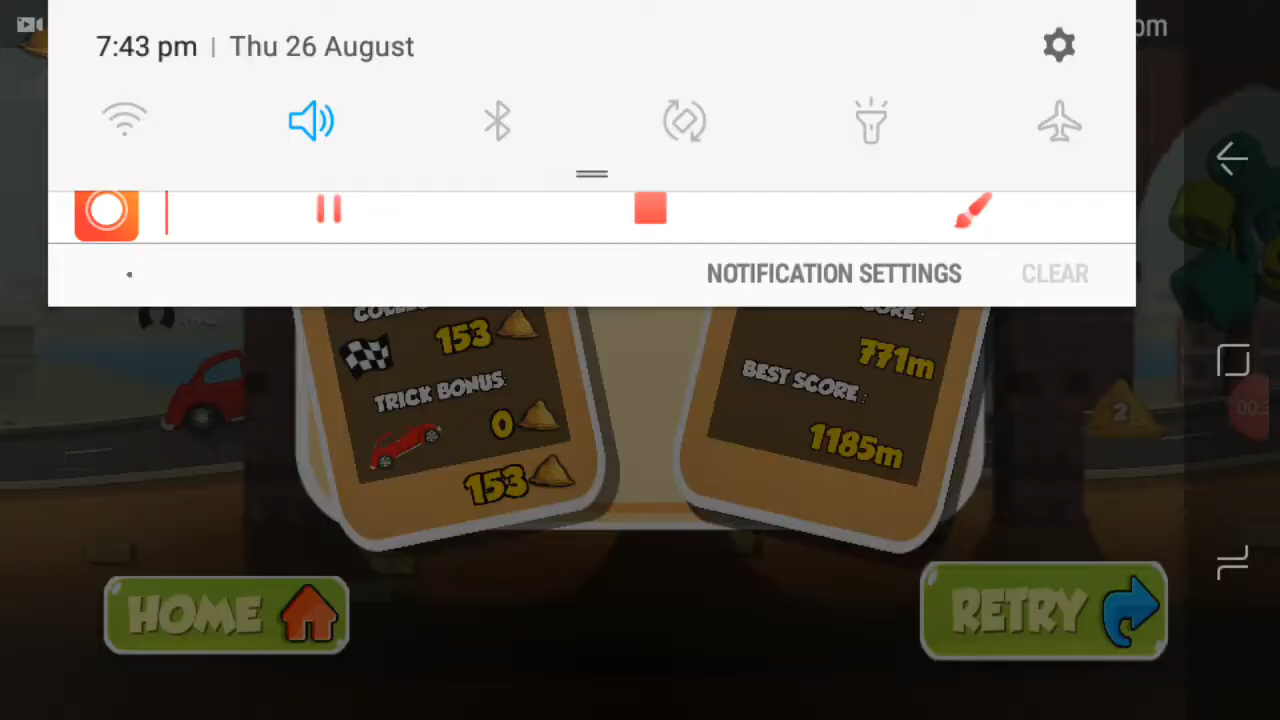 7:43 pm | Thu 26 August
NOTIFICATION SETTINGS
CLEAR
153
771m
TRICK BONUS:
BEST SCORE:
0
1185m
153
2
HOME
RETRY